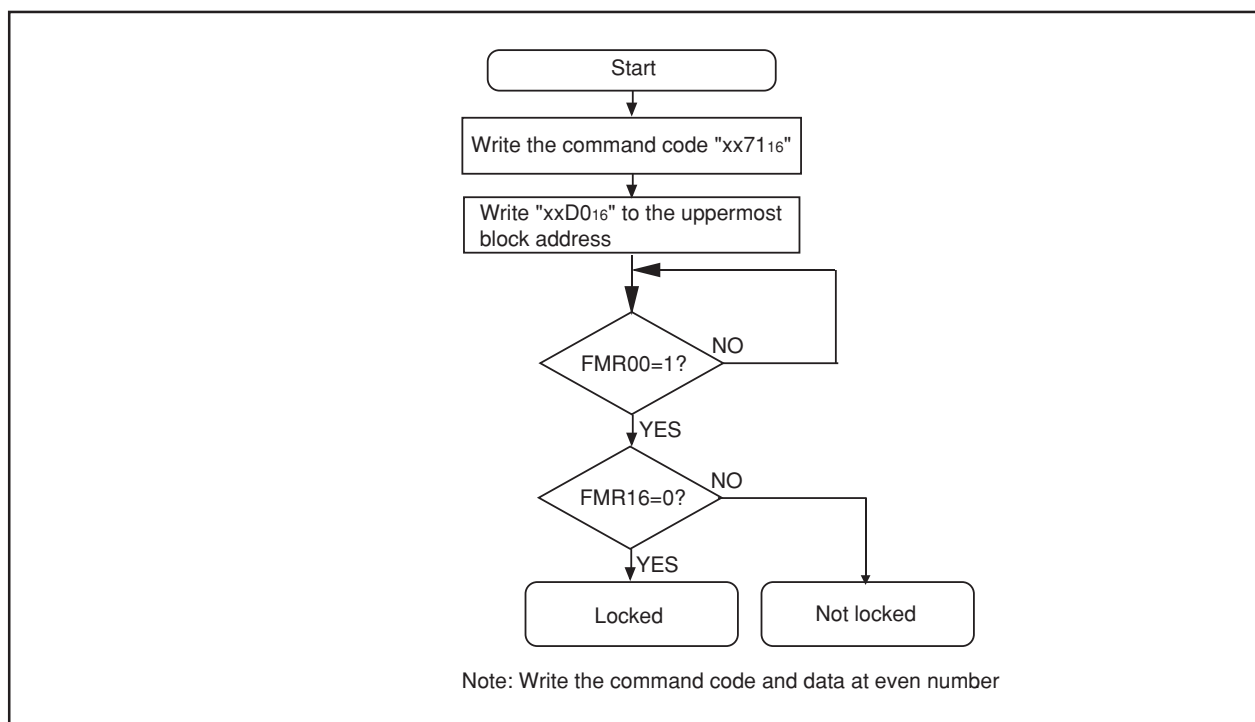 Start
Write the command code "xx71₁₆"
Write "xxD0₁₆" to the uppermost
block address
FMR00=1?
NO
YES
FMR16=0?
NO
YES
Locked
Not locked
Note: Write the command code and data at even number